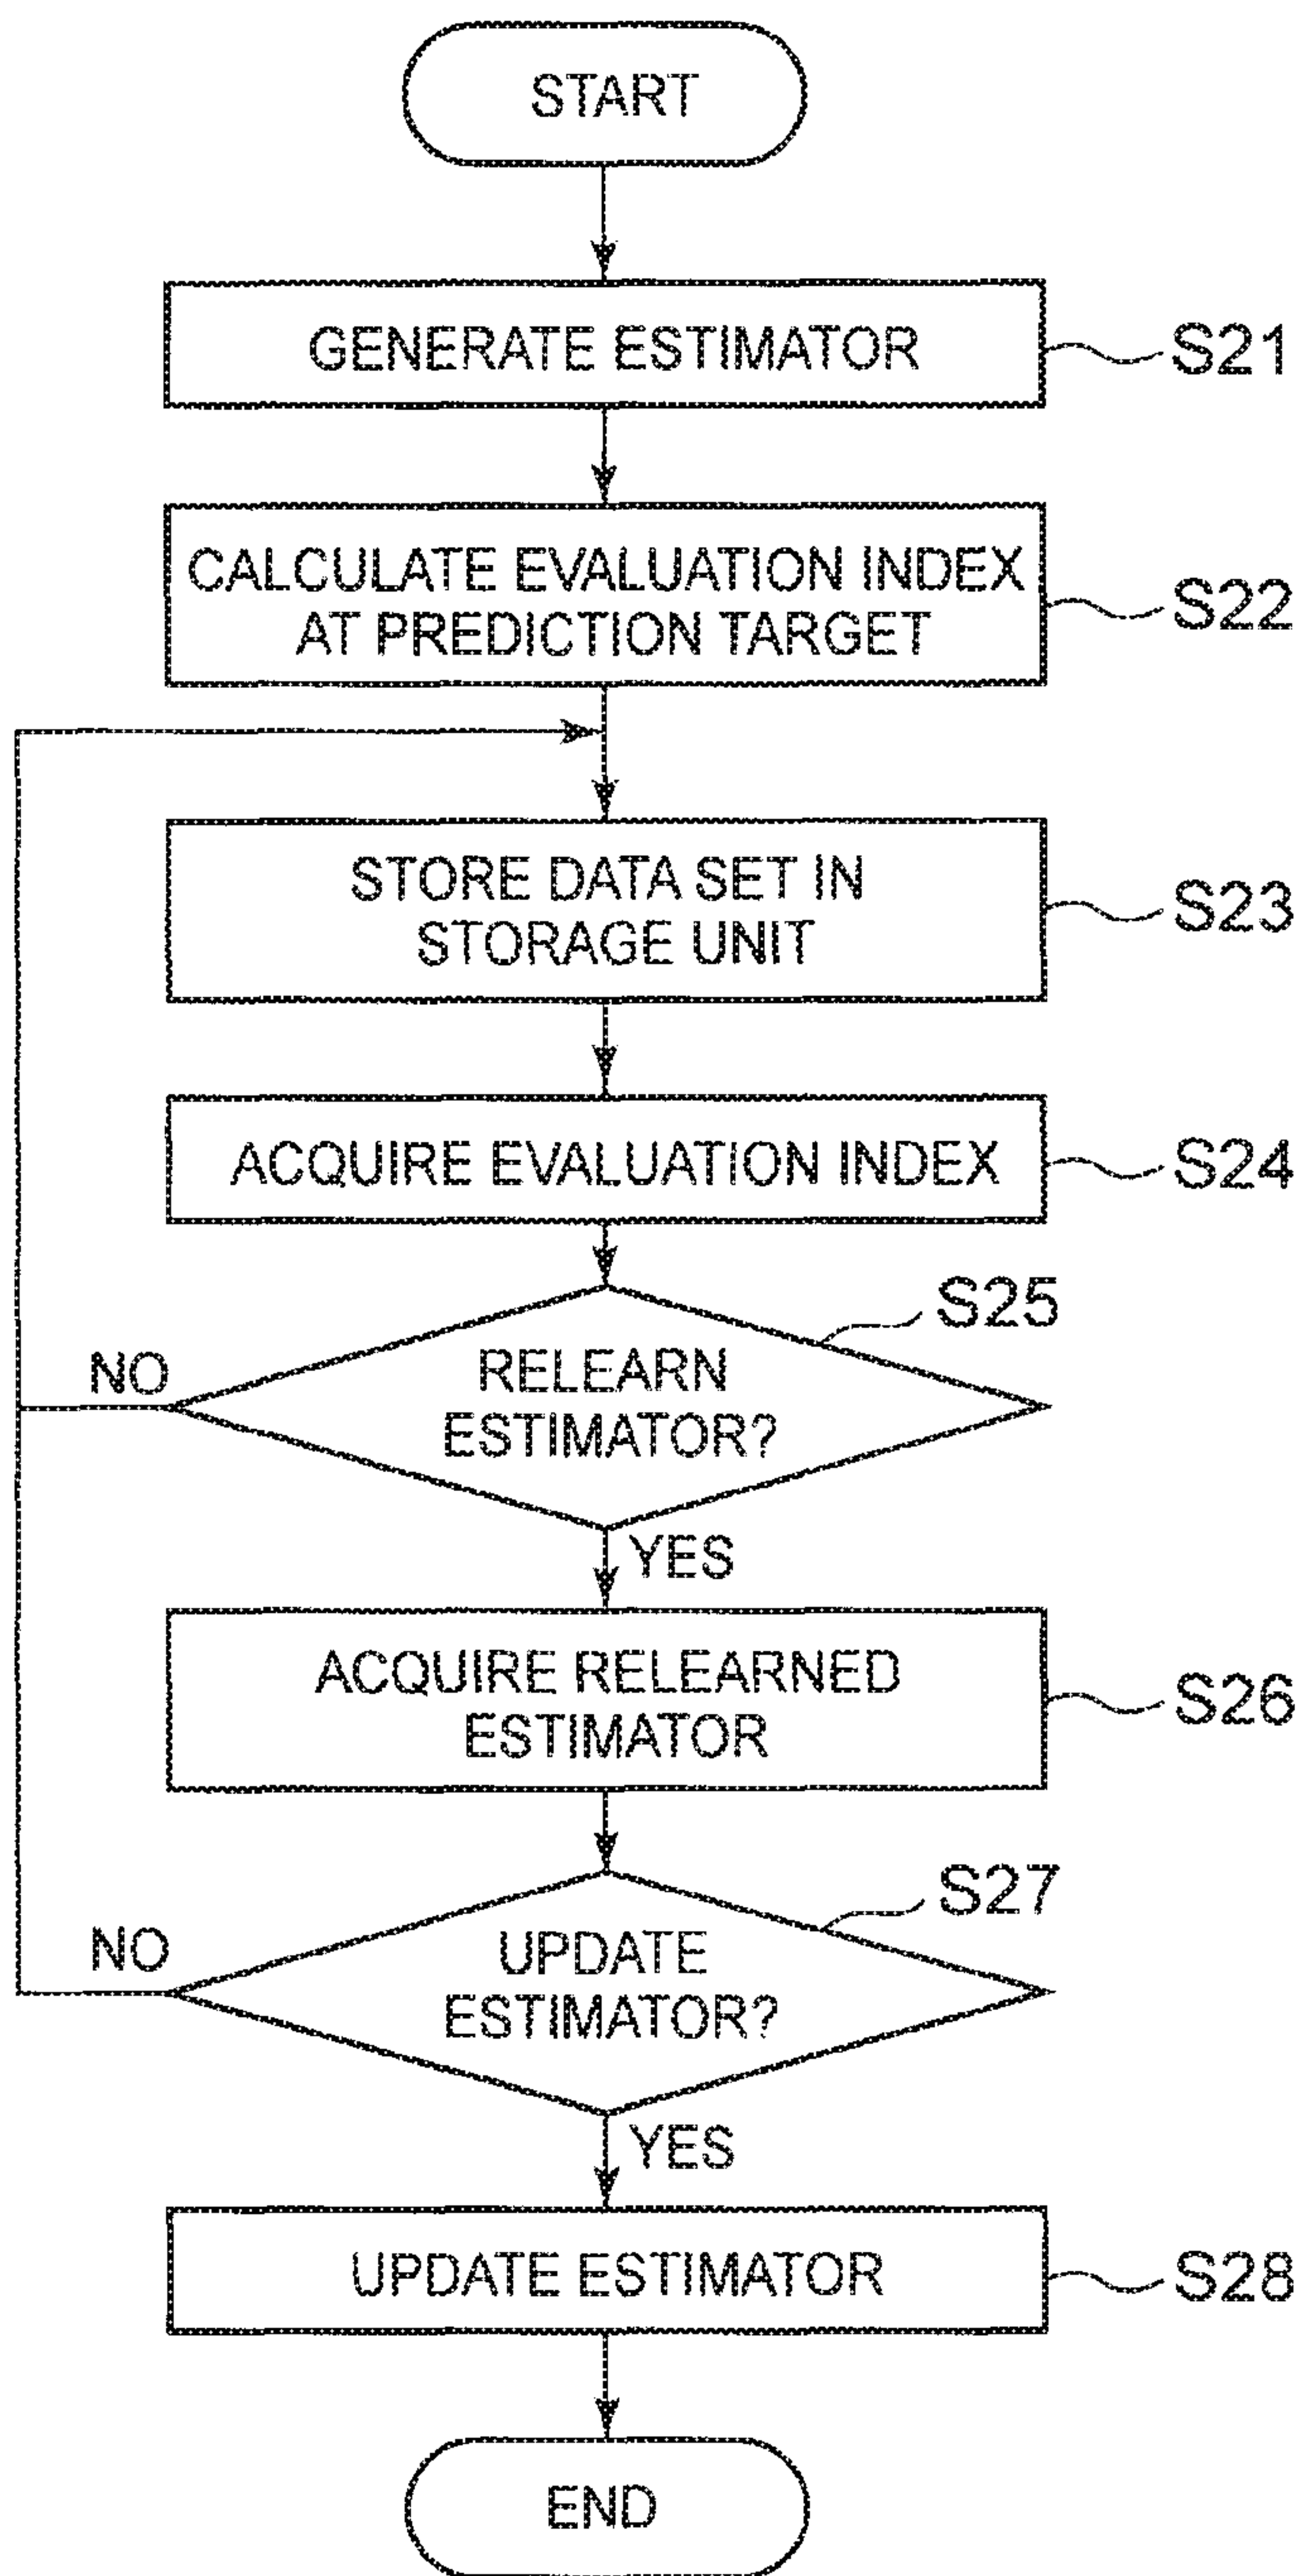 START
GENERATE ESTIMATOR
S21
CALCULATE EVALUATION INDEX
AT PREDICTION TARGET
S22
STORE DATA SET IN
STORAGE UNIT
S23
ACQUIRE EVALUATION INDEX
S24
S25
RELEARN
ESTIMATOR?
NO
YES
ACQUIRE RELEARNED
ESTIMATOR
S26
S27
UPDATE
ESTIMATOR?
NO
YES
UPDATE ESTIMATOR
S28
END